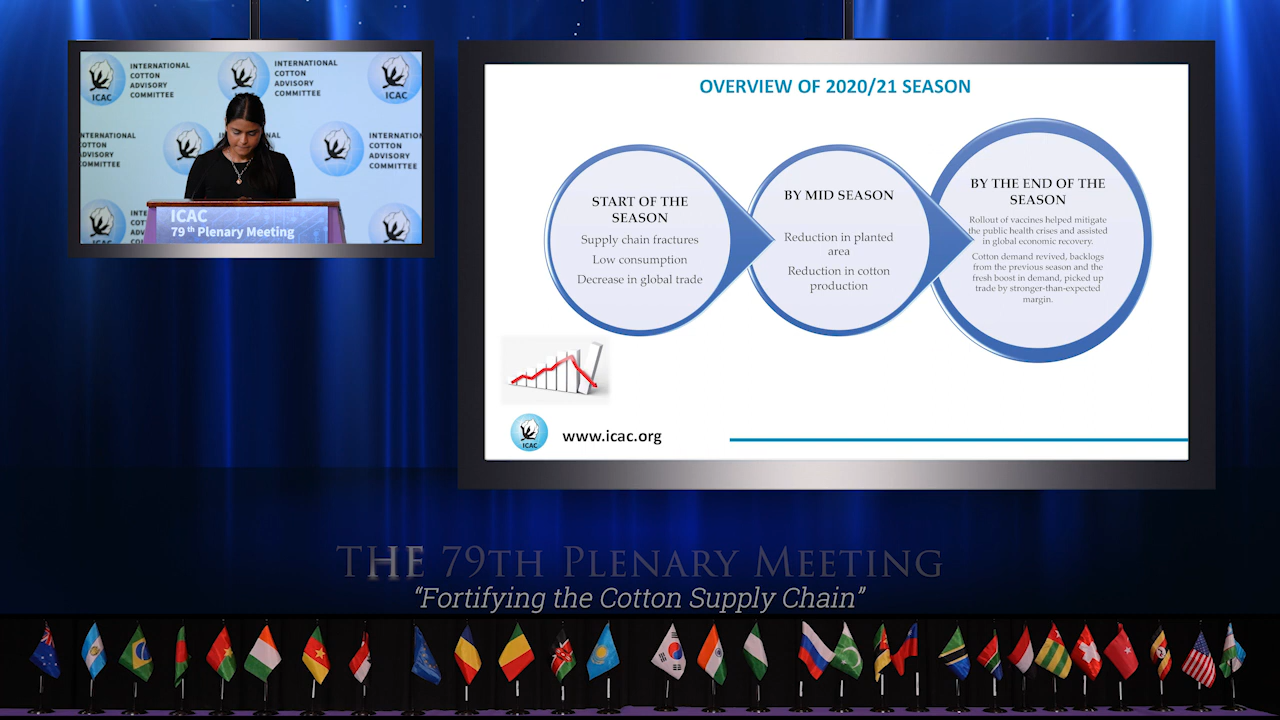 INTERNATIONAL
COTTON
ADVISORY
COMMITTEE
ICAC
INTERNATIONAL
COTTON
ADVISORY
COMMITTEE
ICAC
INTERNATIONAL
COTTON
ADVISORY
COMMITTEE
ICAC
79th Plenary Meeting
OVERVIEW OF 2020/21 SEASON
START OF THE
SEASON
Supply chain fractures
Low consumption
Decrease in global trade
BY MID SEASON
Reduction in planted
area
Reduction in cotton
production
BY THE END OF THE
SEASON
Rollout of vaccines helped mitigate
the public health crises and assisted
in global economic recovery.
Cotton demand revived, backlogs
from the previous season and the
fresh boost in demand, picked up
trade by stronger-than-expected
margin.
ICAC
www.icac.org
THE 79TH PLENARY MEETING
“Fortifying the Cotton Supply Chain”